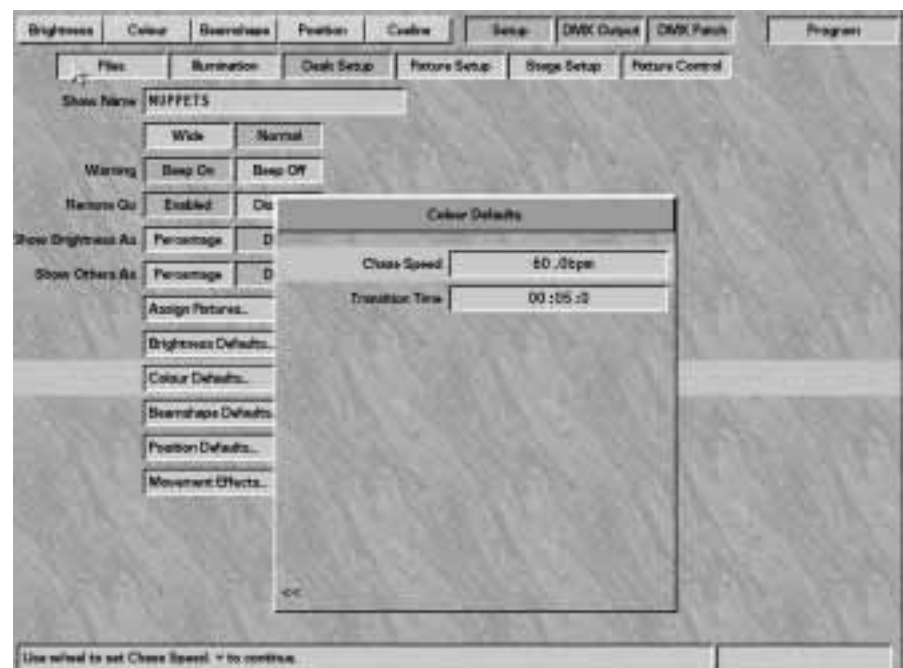 Brightness Colour Beamshape Position Cueline Setup DMX Output DMX Patch Program
Files Illumination Desk Setup Fixture Setup Stage Setup Fixture Control
Show Name MUPPETS
Wide Normal
Warning Beep On Beep Off
Remote Go Enabled Dis
Show Brightness As Percentage D
Show Others As Percentage D
Assign Fixtures...
Brightness Defaults...
Colour Defaults...
Beamshape Defaults.
Position Defaults...
Movement Effects...
Colour Defaults
Chase Speed 60.0bpm
Transition Time 00:05:0
<<
Use wheel to set Chase Speed. to continue.